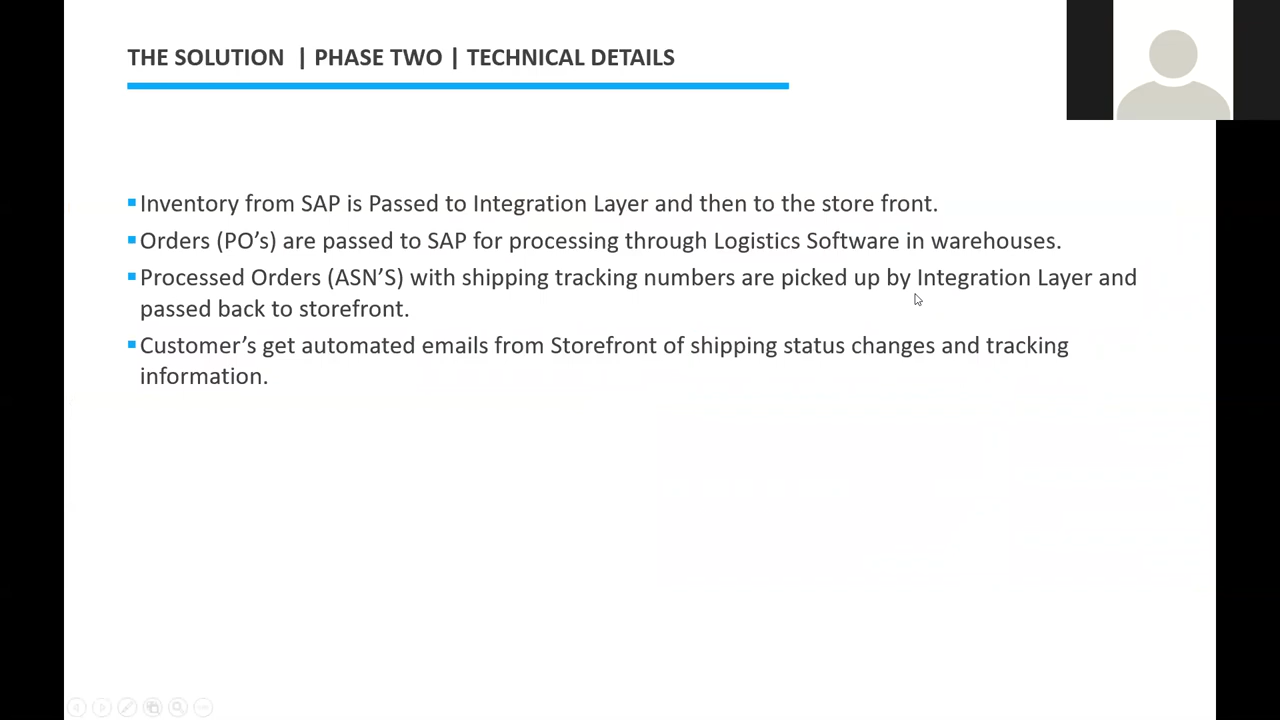 THE SOLUTION | PHASE TWO | TECHNICAL DETAILS
Inventory from SAP is Passed to Integration Layer and then to the store front.
Orders (PO’s) are passed to SAP for processing through Logistics Software in warehouses.
Processed Orders (ASN’S) with shipping tracking numbers are picked up by Integration Layer and
passed back to storefront.
Customer’s get automated emails from Storefront of shipping status changes and tracking
information.